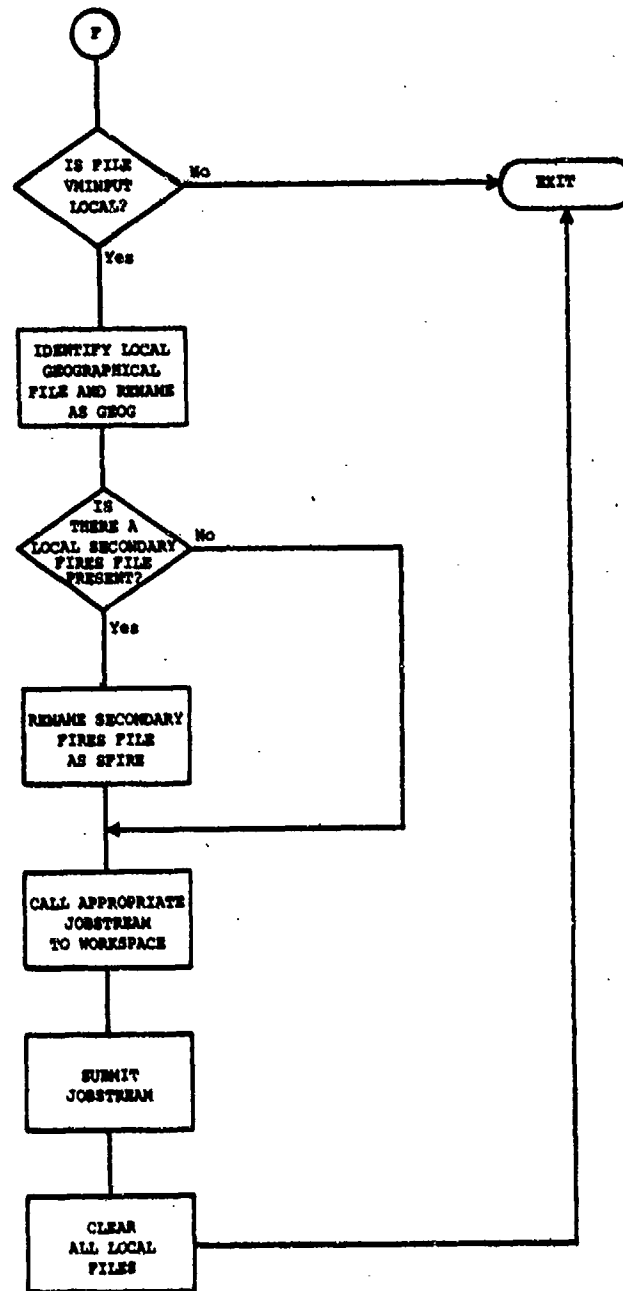 F
IS FILE
VMINPUT
LOCAL?
No
EXIT
Yes
IDENTIFY LOCAL
GEOGRAPHICAL
FILE AND RENAME
AS GEOG
IS
THERE A
LOCAL SECONDARY
FIRES FILE
PRESENT?
No
Yes
RENAME SECONDARY
FIRES FILE
AS SFIRE
CALL APPROPRIATE
JOBSTREAM
TO WORKSPACE
SUBMIT
JOBSTREAM
CLEAR
ALL LOCAL
FILES